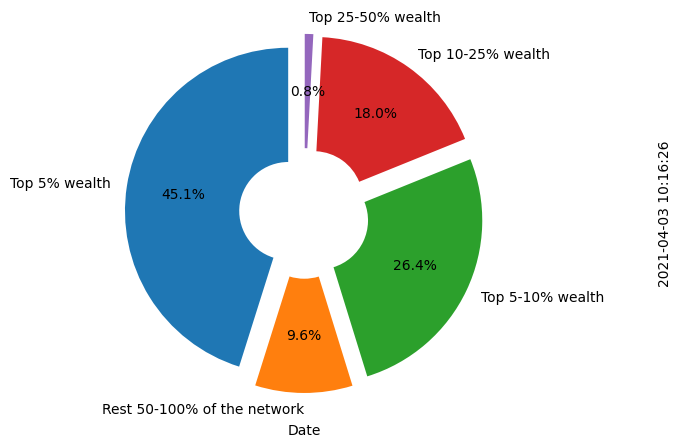 Top 25-50% wealth
Top 10-25% wealth
0.8%
18.0%
Top 5% wealth
45.1%
26.4%
Top 5-10% wealth
9.6%
Rest 50-100% of the network
Date
2021-04-03 10:16:26